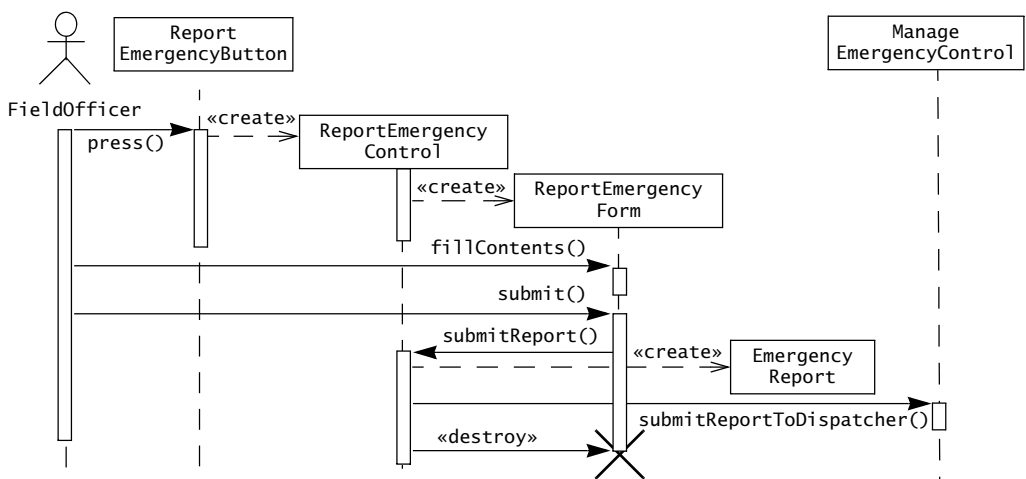 Report
EmergencyButton
Manage
EmergencyControl
FieldOfficer
press()
«create»
ReportEmergency
Control
«create»
ReportEmergency
Form
fillContents()
submit()
submitReport()
«create»
Emergency
Report
submitReportToDispatcher()
«destroy»